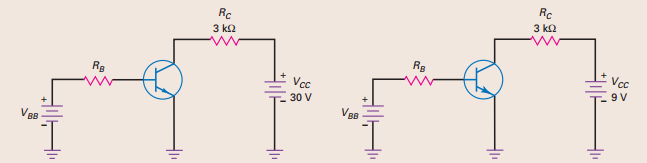 R_C
3 kΩ
R_B
+
V_BB
-
+
V_CC
-
30 V
R_C
3 kΩ
R_B
+
V_BB
-
+
V_CC
-
9 V